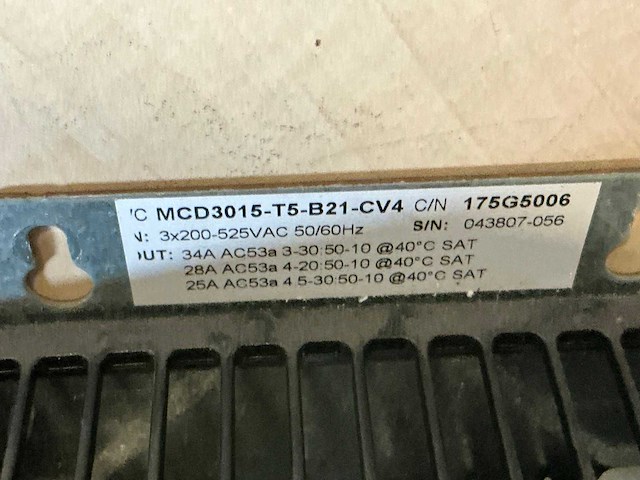 'C MCD3015-T5-B21-CV4 C/N 175G5006
N: 3x200-525VAC 50/60Hz S/N: 043807-056
UT: 34A AC53a 3-30:50-10 @40°C SAT
28A AC53a 4-20:50-10 @40°C SAT
25A AC53a 4.5-30:50-10 @40°C SAT